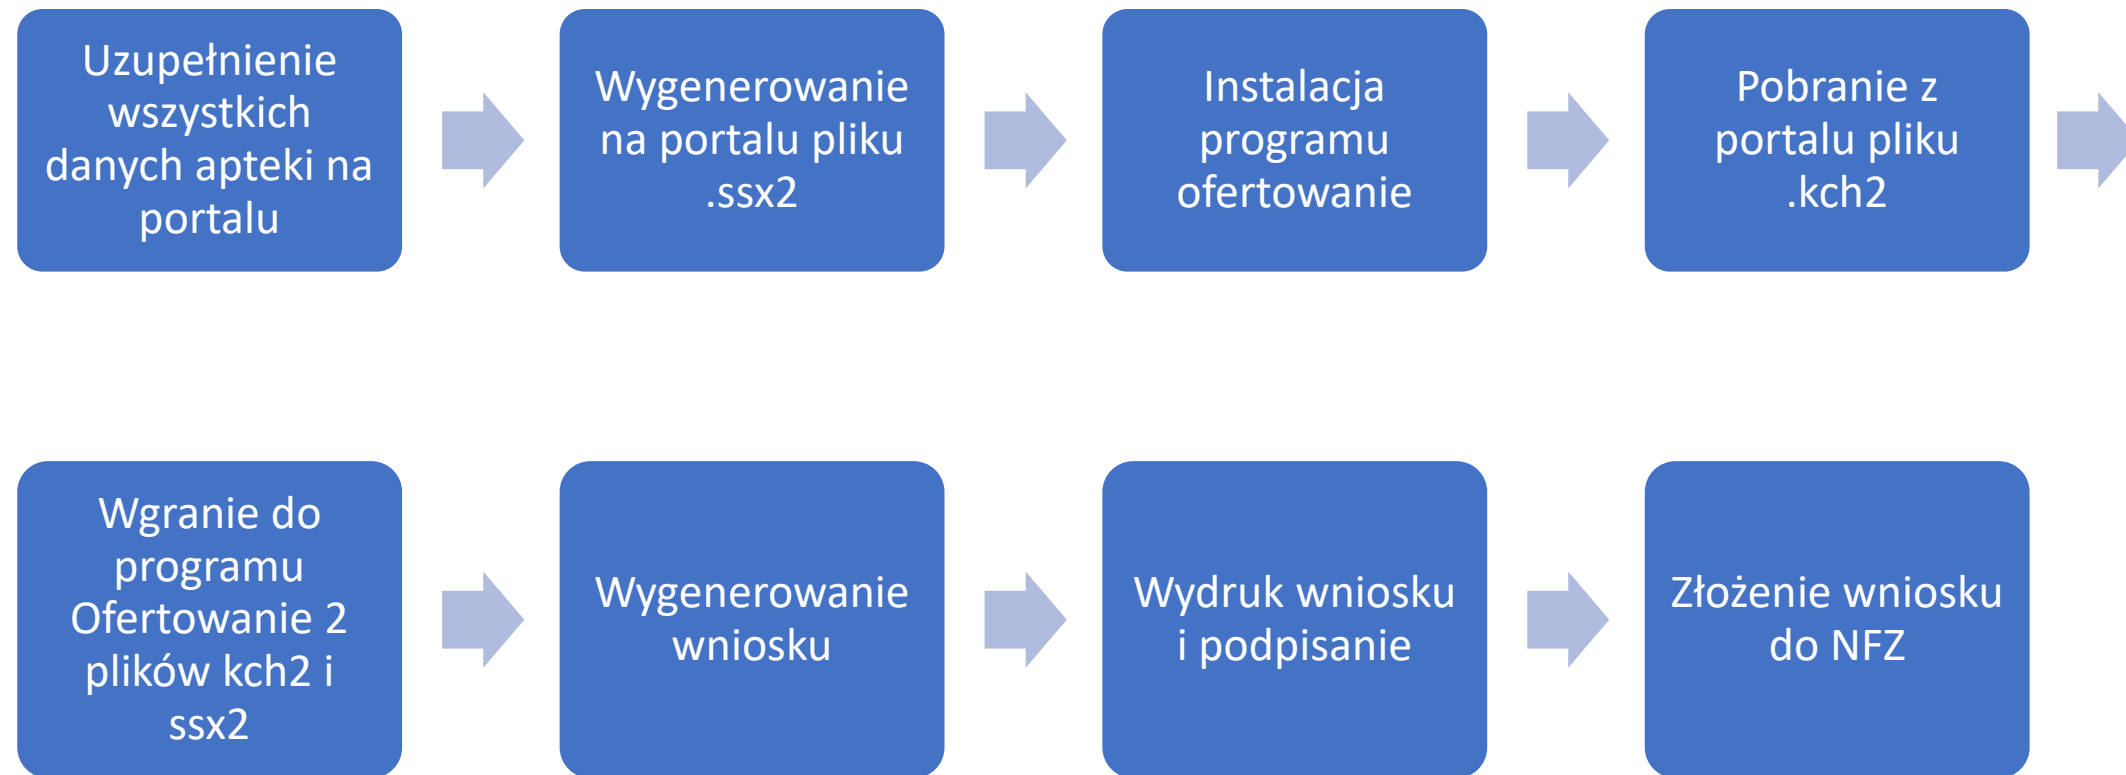 Uzupełnienie
wszystkich
danych apteki na
portalu
Wygenerowanie
na portalu pliku
.ssx2
Instalacja
programu
ofertowanie
Pobranie z
portalu pliku
.kch2
Wgranie do
programu
Ofertowanie 2
plików kch2 i
ssx2
Wygenerowanie
wniosku
Wydruk wniosku
i podpisanie
Złożenie wniosku
do NFZ